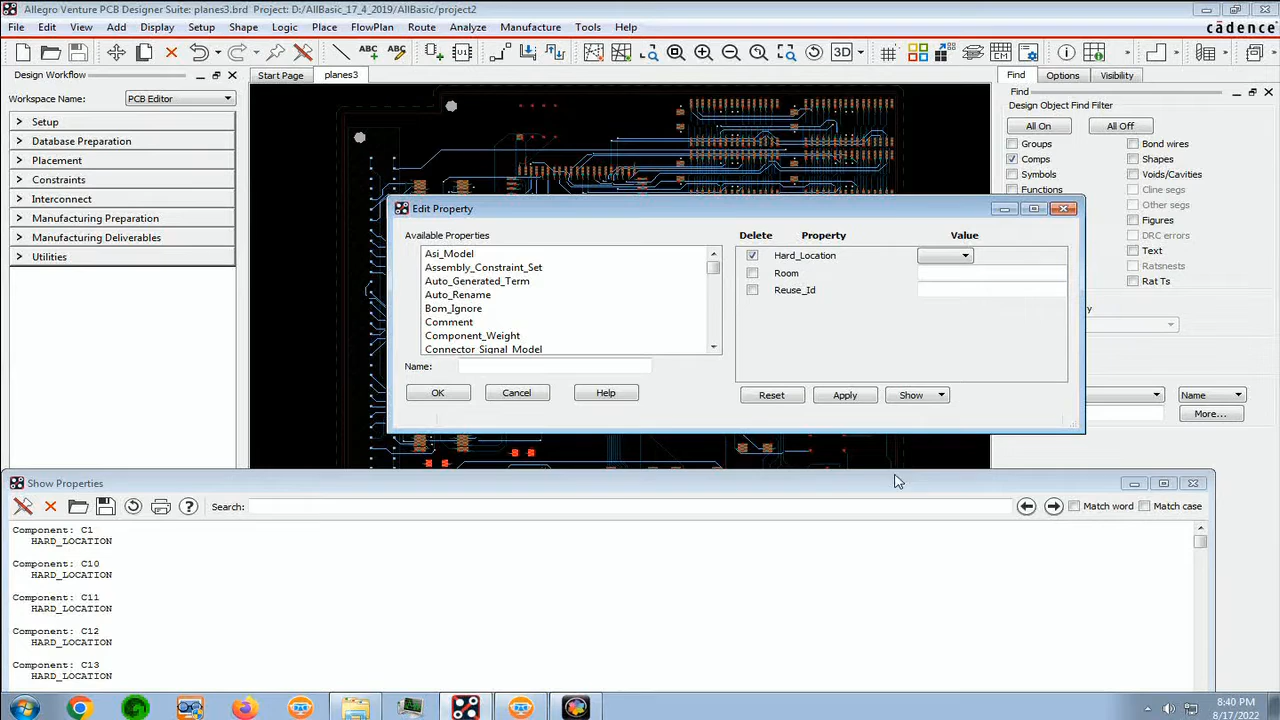 Allegro Venture PCB Designer Suite: planes3.brd  Project: D:/AllBasic_17_4_2019/AllBasic/project2
File Edit View Add Display Setup Shape Logic Place FlowPlan Route Analyze Manufacture Tools Help
cādence
ABC ABC U1 3D CM
Design Workflow
Start Page planes3
Find Options Visibility
Workspace Name: PCB Editor
Setup
Database Preparation
Placement
Constraints
Interconnect
Manufacturing Preparation
Manufacturing Deliverables
Utilities
Find
Design Object Find Filter
All On All Off
Groups Bond wires
Comps Shapes
Symbols Voids/Cavities
Functions Cline segs
Other segs
Figures
DRC errors
Text
Ratsnests
Rat Ts
Name
More...
Edit Property
Available Properties
Asi_Model
Assembly_Constraint_Set
Auto_Generated_Term
Auto_Rename
Bom_Ignore
Comment
Component_Weight
Connector_Signal_Model
Name:
OK Cancel Help
Delete Property Value
Hard_Location
Room
Reuse_Id
Reset Apply Show
Show Properties
Search: Match word Match case
Component: C1
HARD_LOCATION
Component: C10
HARD_LOCATION
Component: C11
HARD_LOCATION
Component: C12
HARD_LOCATION
Component: C13
HARD_LOCATION
8:40 PM
8/17/2022